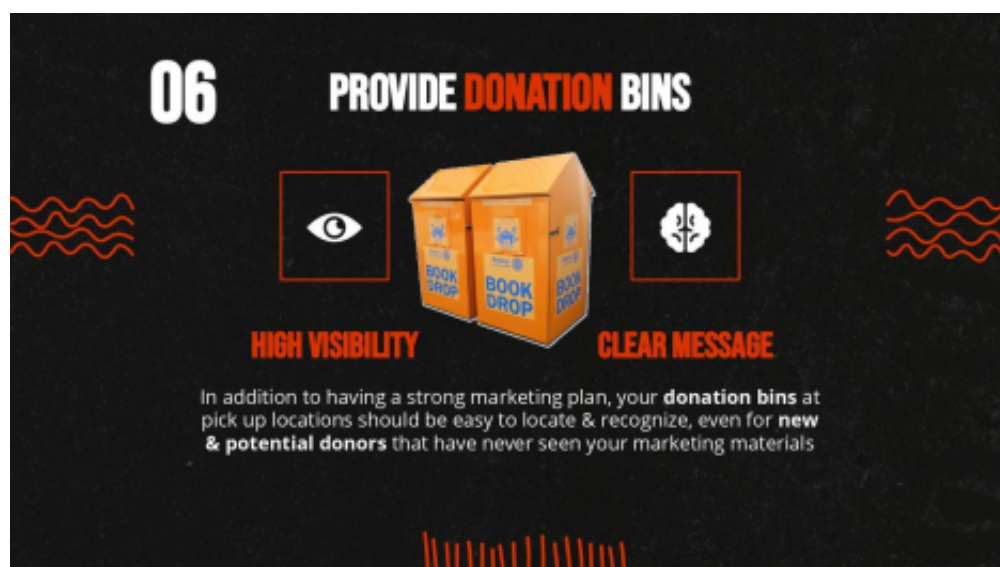 06
PROVIDE DONATION BINS
BOOK
DROP
BOOK
DROP
BOOK
DROP
HIGH VISIBILITY
CLEAR MESSAGE
In addition to having a strong marketing plan, your donation bins at
pick up locations should be easy to locate & recognize, even for new
& potential donors that have never seen your marketing materials